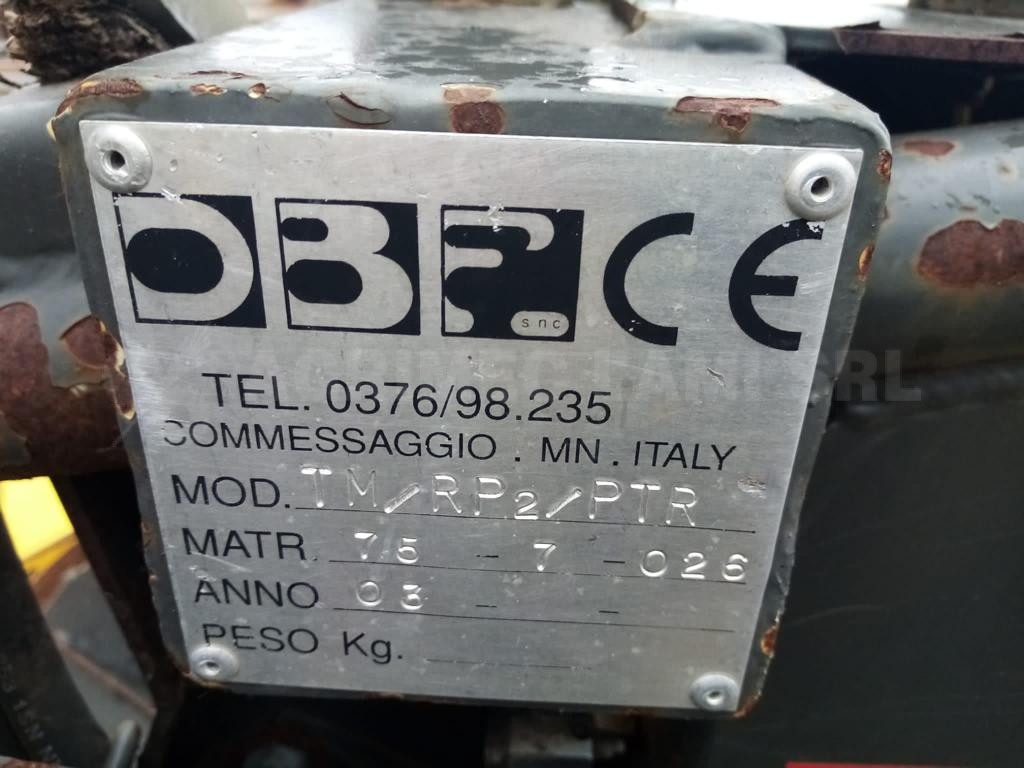 DBF CE
snc
TEL. 0376/98.235
COMMESSAGGIO . MN . ITALY
MOD. TM/RP2/PTR
MATR. 75 - 7 - 026
ANNO 03 - -
PESO Kg.